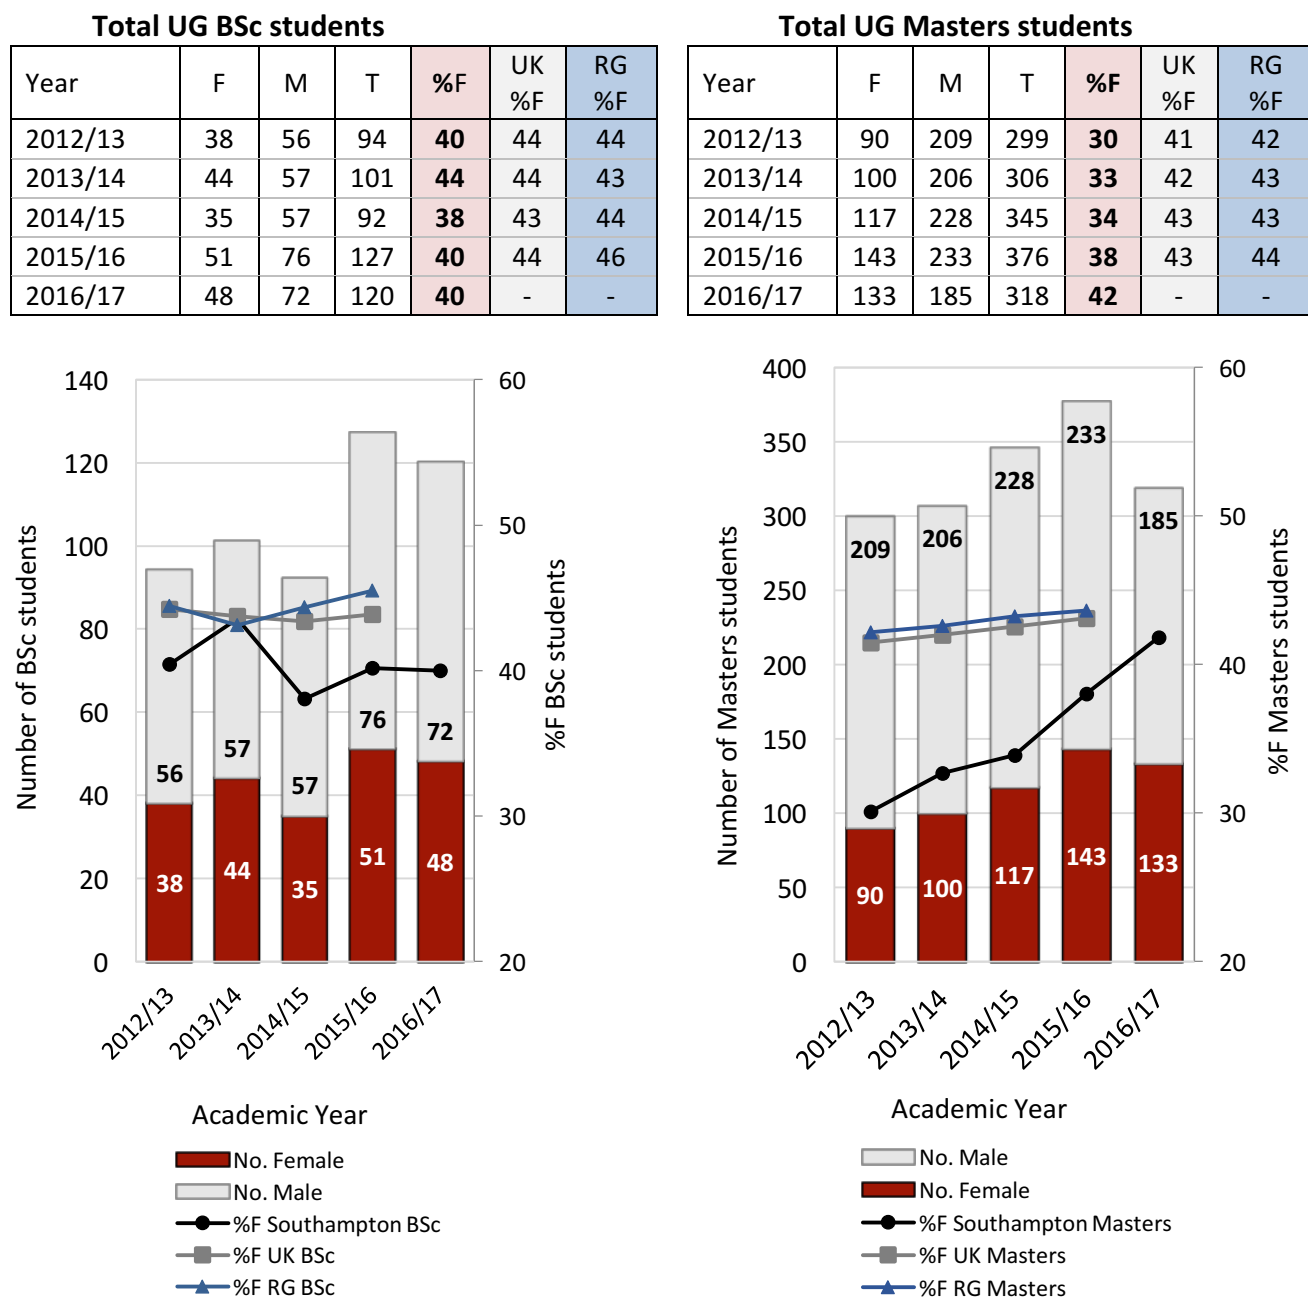 Total UG BSc students
Year F M T %F UK %F RG %F
2012/13 38 56 94 40 44 44
2013/14 44 57 101 44 44 43
2014/15 35 57 92 38 43 44
2015/16 51 76 127 40 44 46
2016/17 48 72 120 40 - -
Total UG Masters students
Year F M T %F UK %F RG %F
2012/13 90 209 299 30 41 42
2013/14 100 206 306 33 42 43
2014/15 117 228 345 34 43 43
2015/16 143 233 376 38 43 44
2016/17 133 185 318 42 - -
Number of BSc students
140
120
100
80
60
40
20
0
56 57 57 76 72
38 44 35 51 48
60
50
40
30
20
%F BSc students
2012/13 2013/14 2014/15 2015/16 2016/17
Academic Year
No. Female
No. Male
%F Southampton BSc
%F UK BSc
%F RG BSc
Number of Masters students
400
350
300
250
200
150
100
50
0
209 206 228 233 185
90 100 117 143 133
60
50
40
30
20
%F Masters students
2012/13 2013/14 2014/15 2015/16 2016/17
Academic Year
No. Male
No. Female
%F Southampton Masters
%F UK Masters
%F RG Masters